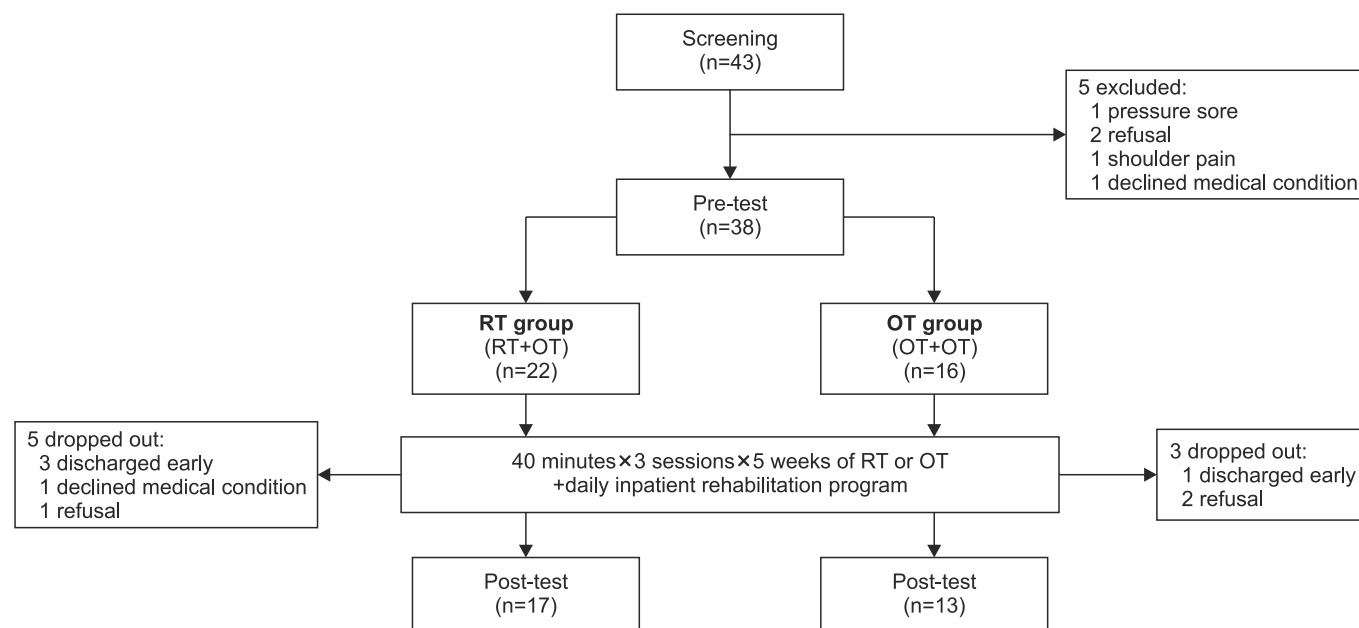 Screening
(n=43)
5 excluded:
1 pressure sore
2 refusal
1 shoulder pain
1 declined medical condition
Pre-test
(n=38)
RT group
(RT+OT)
(n=22)
OT group
(OT+OT)
(n=16)
5 dropped out:
3 discharged early
1 declined medical condition
1 refusal
40 minutes×3 sessions×5 weeks of RT or OT
+daily inpatient rehabilitation program
3 dropped out:
1 discharged early
2 refusal
Post-test
(n=17)
Post-test
(n=13)